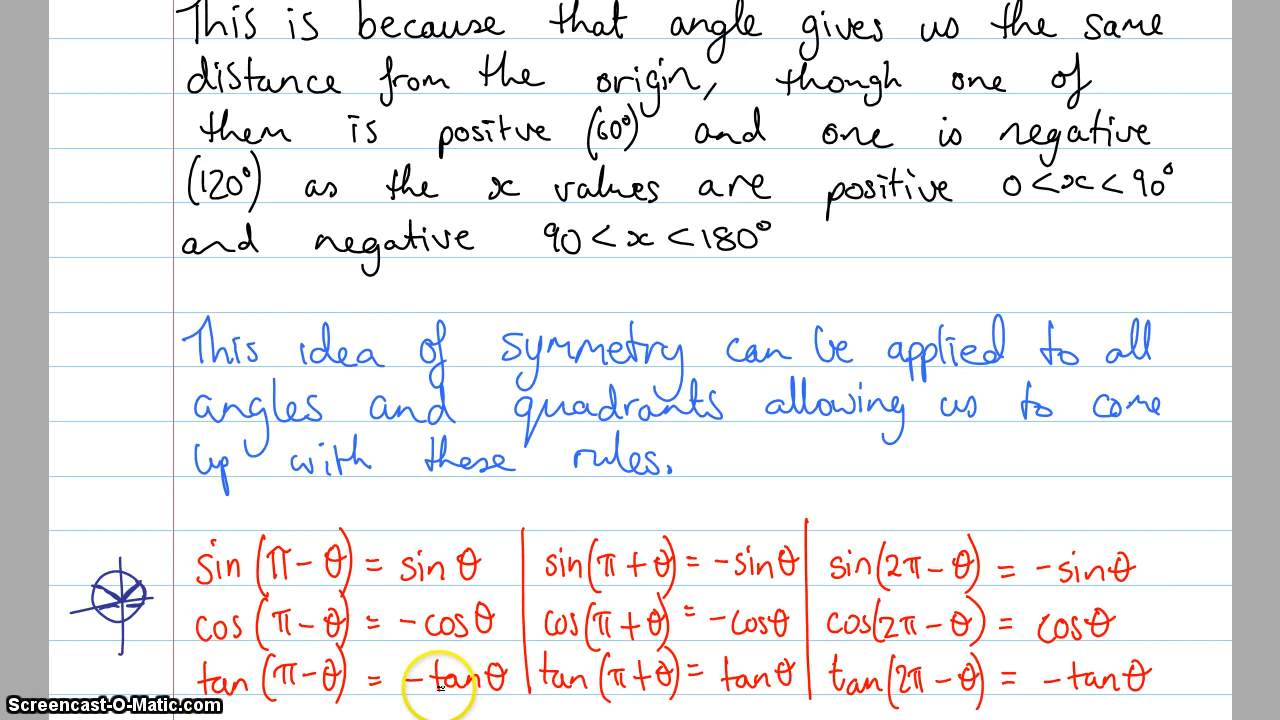 This is because that angle gives us the same
distance from the origin, though one of
them is positve (60°) and one is negative
(120°) as the x values are positive 0 < x < 90°
and negative 90 < x < 180°
This idea of symmetry can be applied to all
angles and quadrants allowing us to come
up with these rules.
sin(π-θ) = sinθ | sin(π+θ) = -sinθ | sin(2π-θ) = -sinθ
cos(π-θ) = -cosθ | cos(π+θ) = -cosθ | cos(2π-θ) = cosθ
tan(π-θ) = -tanθ | tan(π+θ) = tanθ | tan(2π-θ) = -tanθ
Screencast-O-Matic.com